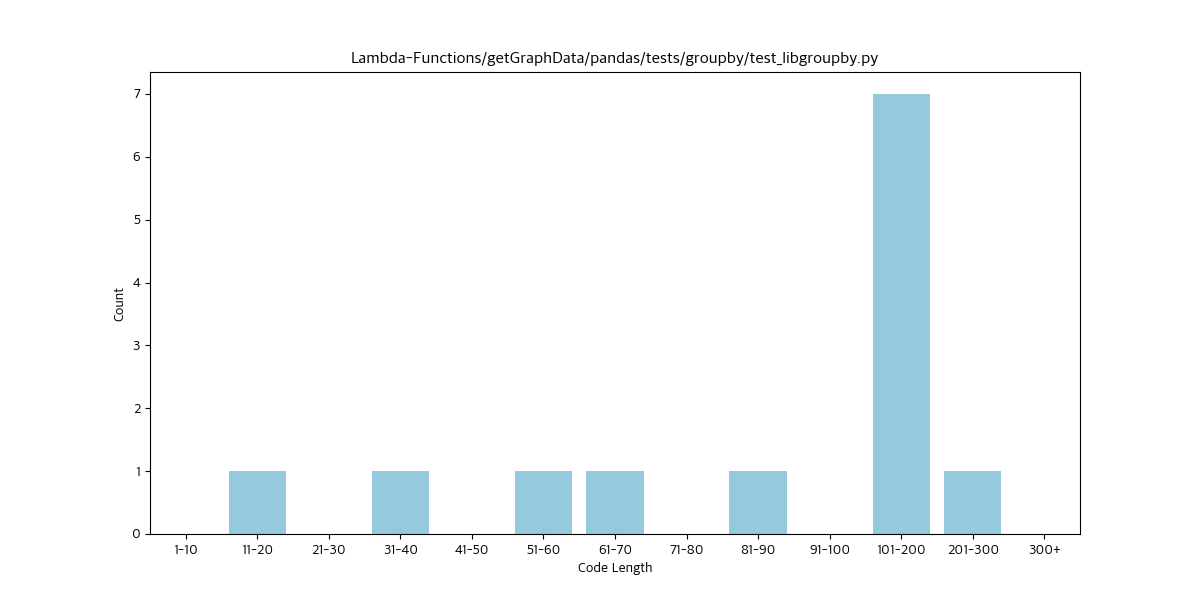 Lambda-Functions/getGraphData/pandas/tests/groupby/test_libgroupby.py
7
6
5
4
3
2
1
0
Count
1-10 11-20 21-30 31-40 41-50 51-60 61-70 71-80 81-90 91-100 101-200 201-300 300+
Code Length